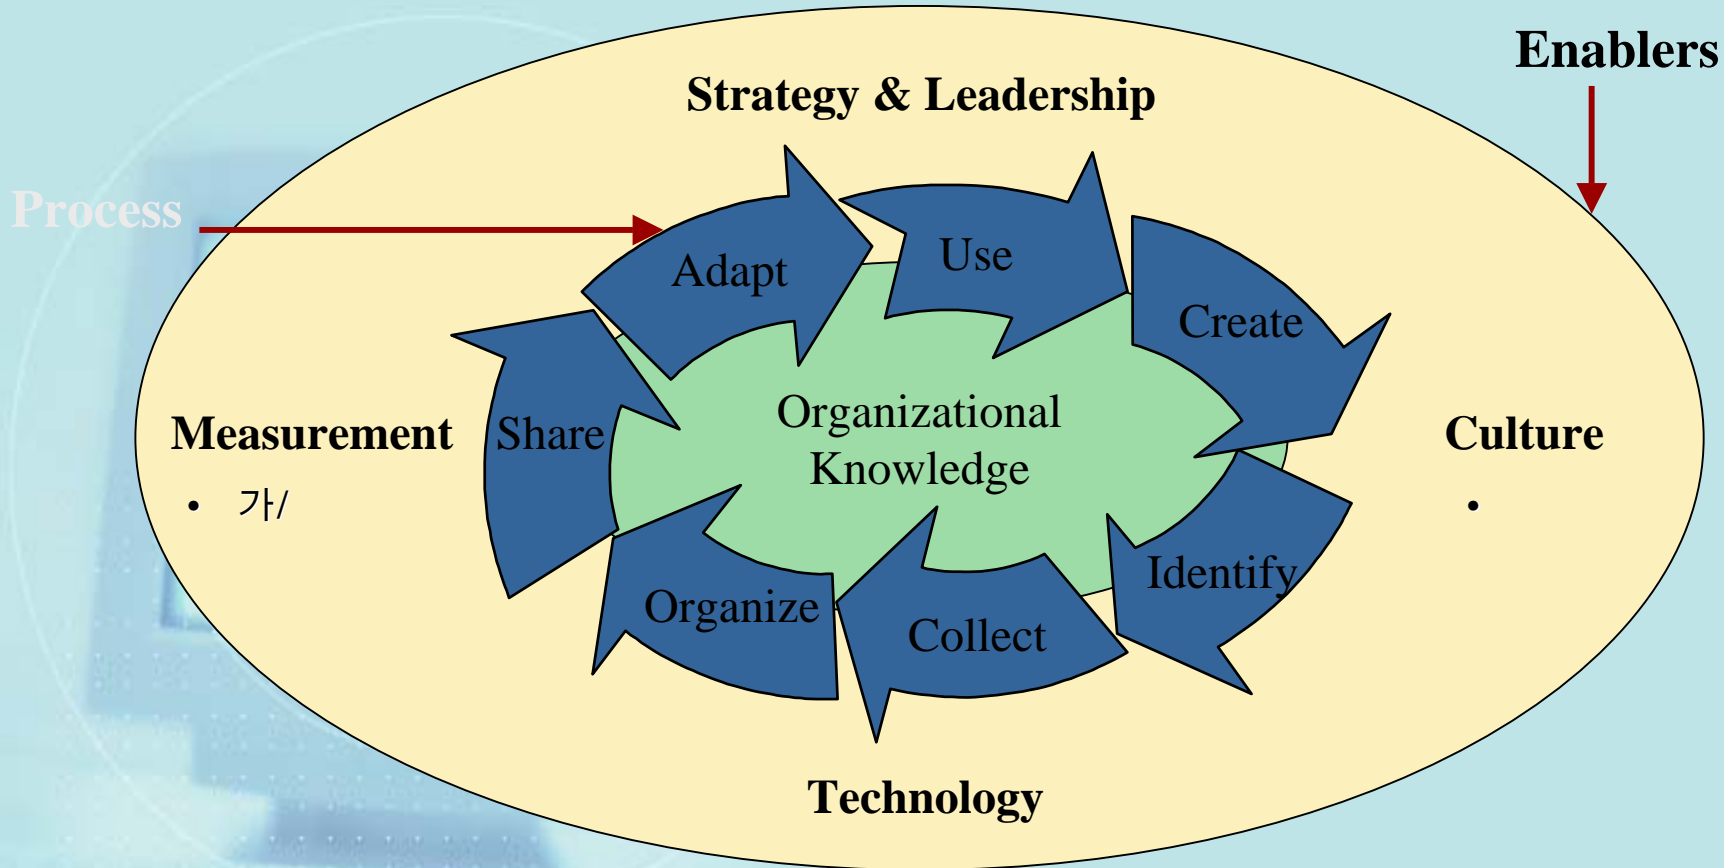 Enablers
Strategy & Leadership
Process
Adapt
Use
Create
Organizational
Knowledge
Measurement
• 가/
Share
Culture
•
Identify
Organize
Collect
Technology